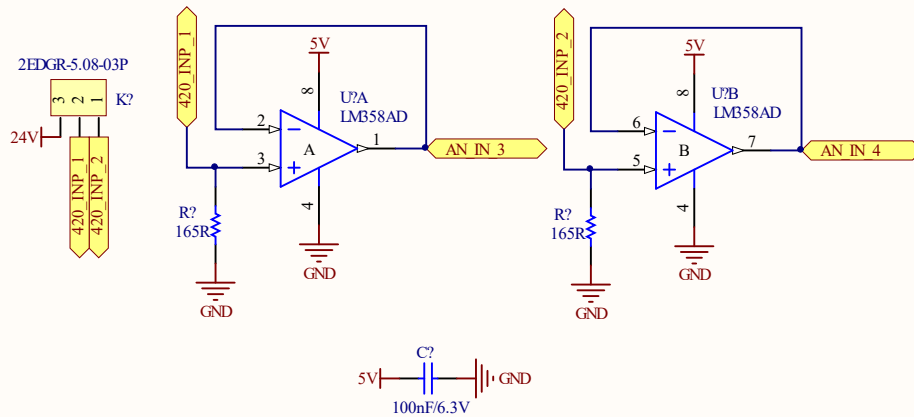 2EDGR-5.08-03P
K?
3
2
1
24V
420_INP_1
420_INP_2
420_INP_1
5V
8
U?A
LM358AD
2
A
1
3
4
AN_IN_3
R?
165R
GND
GND
420_INP_2
5V
8
U?B
LM358AD
6
B
7
5
4
AN_IN_4
R?
165R
GND
GND
C?
5V
GND
100nF/6.3V